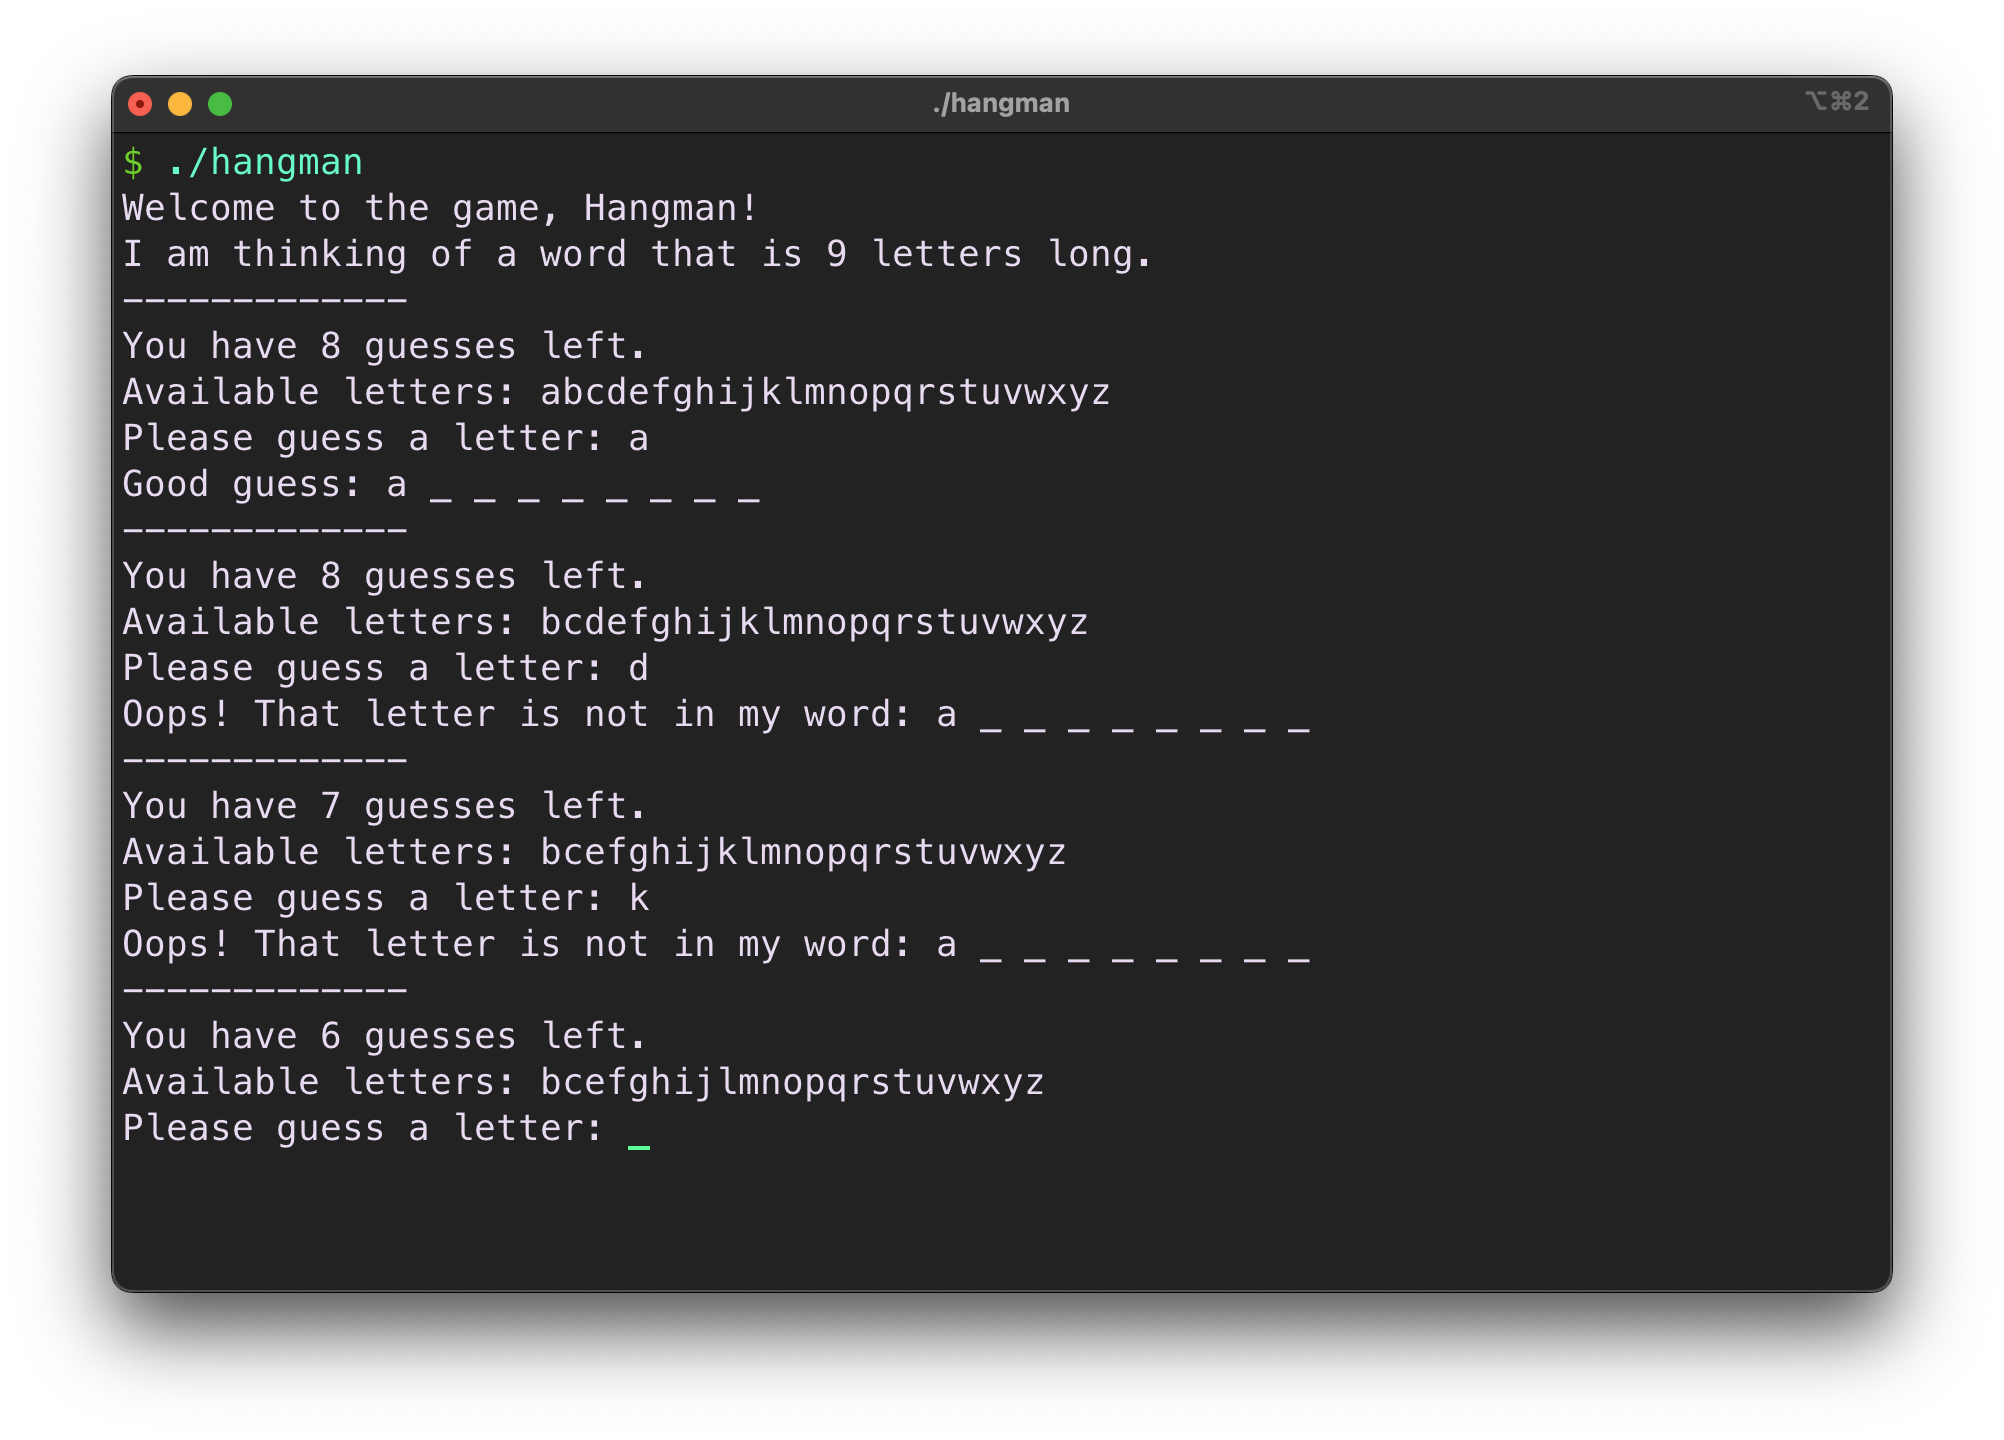 ./hangman
⌥⌘2
$ ./hangman
Welcome to the game, Hangman!
I am thinking of a word that is 9 letters long.
-------------
You have 8 guesses left.
Available letters: abcdefghijklmnopqrstuvwxyz
Please guess a letter: a
Good guess: a _ _ _ _ _ _ _ _
-------------
You have 8 guesses left.
Available letters: bcdefghijklmnopqrstuvwxyz
Please guess a letter: d
Oops! That letter is not in my word: a _ _ _ _ _ _ _ _
-------------
You have 7 guesses left.
Available letters: bcefghijklmnopqrstuvwxyz
Please guess a letter: k
Oops! That letter is not in my word: a _ _ _ _ _ _ _ _
-------------
You have 6 guesses left.
Available letters: bcefghijlmnopqrstuvwxyz
Please guess a letter: _